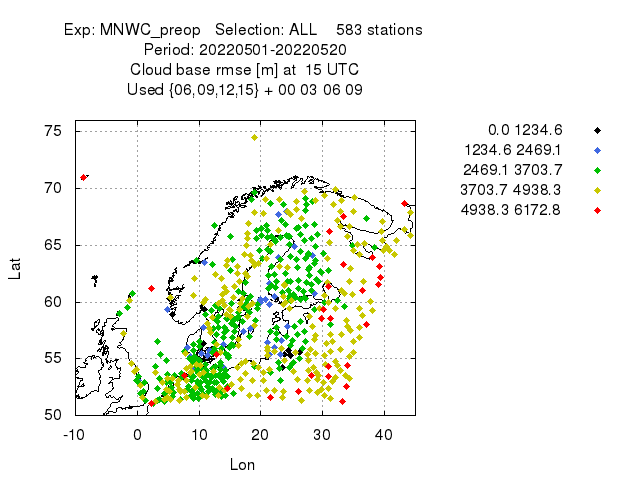 Exp: MNWC_preop   Selection: ALL    583 stations
Period: 20220501-20220520
Cloud base rmse [m] at  15 UTC
Used {06,09,12,15} + 00 03 06 09
0.0 1234.6
1234.6 2469.1
2469.1 3703.7
3703.7 4938.3
4938.3 6172.8
75
70
65
60
55
50
Lat
-10 0 10 20 30 40
Lon